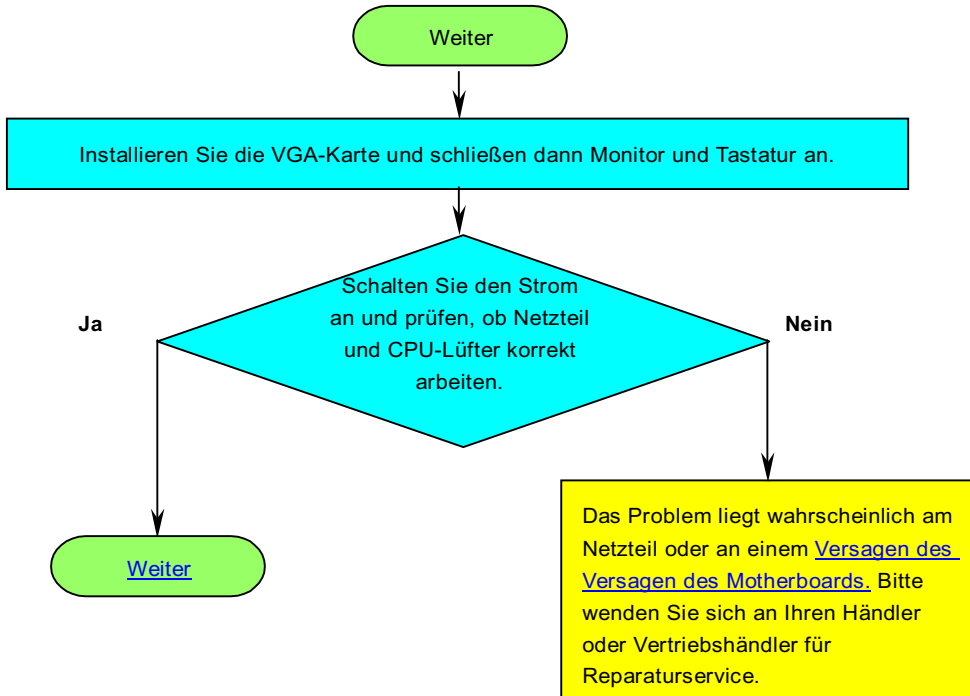 Weiter
Installieren Sie die VGA-Karte und schließen dann Monitor und Tastatur an.
Schalten Sie den Strom
an und prüfen, ob Netzteil
und CPU-Lüfter korrekt
arbeiten.
Ja
Nein
Weiter
Das Problem liegt wahrscheinlich am
Netzteil oder an einem Versagen des
Versagen des Motherboards. Bitte
wenden Sie sich an Ihren Händler
oder Vertriebshändler für
Reparaturservice.